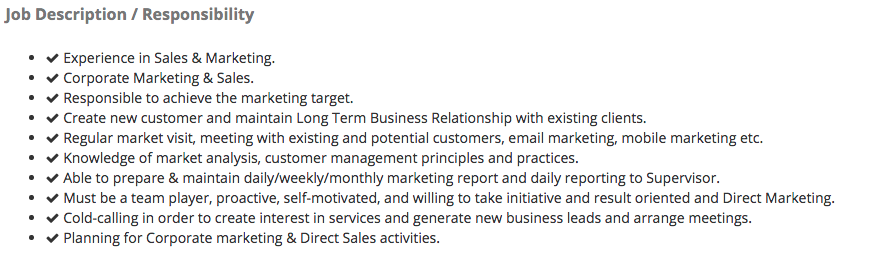 Job Description / Responsibility
• ✔ Experience in Sales & Marketing.
• ✔ Corporate Marketing & Sales.
• ✔ Responsible to achieve the marketing target.
• ✔ Create new customer and maintain Long Term Business Relationship with existing clients.
• ✔ Regular market visit, meeting with existing and potential customers, email marketing, mobile marketing etc.
• ✔ Knowledge of market analysis, customer management principles and practices.
• ✔ Able to prepare & maintain daily/weekly/monthly marketing report and daily reporting to Supervisor.
• ✔ Must be a team player, proactive, self-motivated, and willing to take initiative and result oriented and Direct Marketing.
• ✔ Cold-calling in order to create interest in services and generate new business leads and arrange meetings.
• ✔ Planning for Corporate marketing & Direct Sales activities.